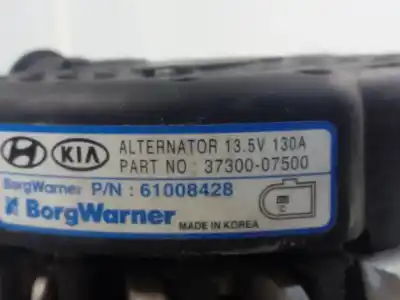 KIA ALTERNATOR 13.5V 130A
PART NO : 37300-07500
BorgWarner P/N : 61008428
BorgWarner
MADE IN KOREA